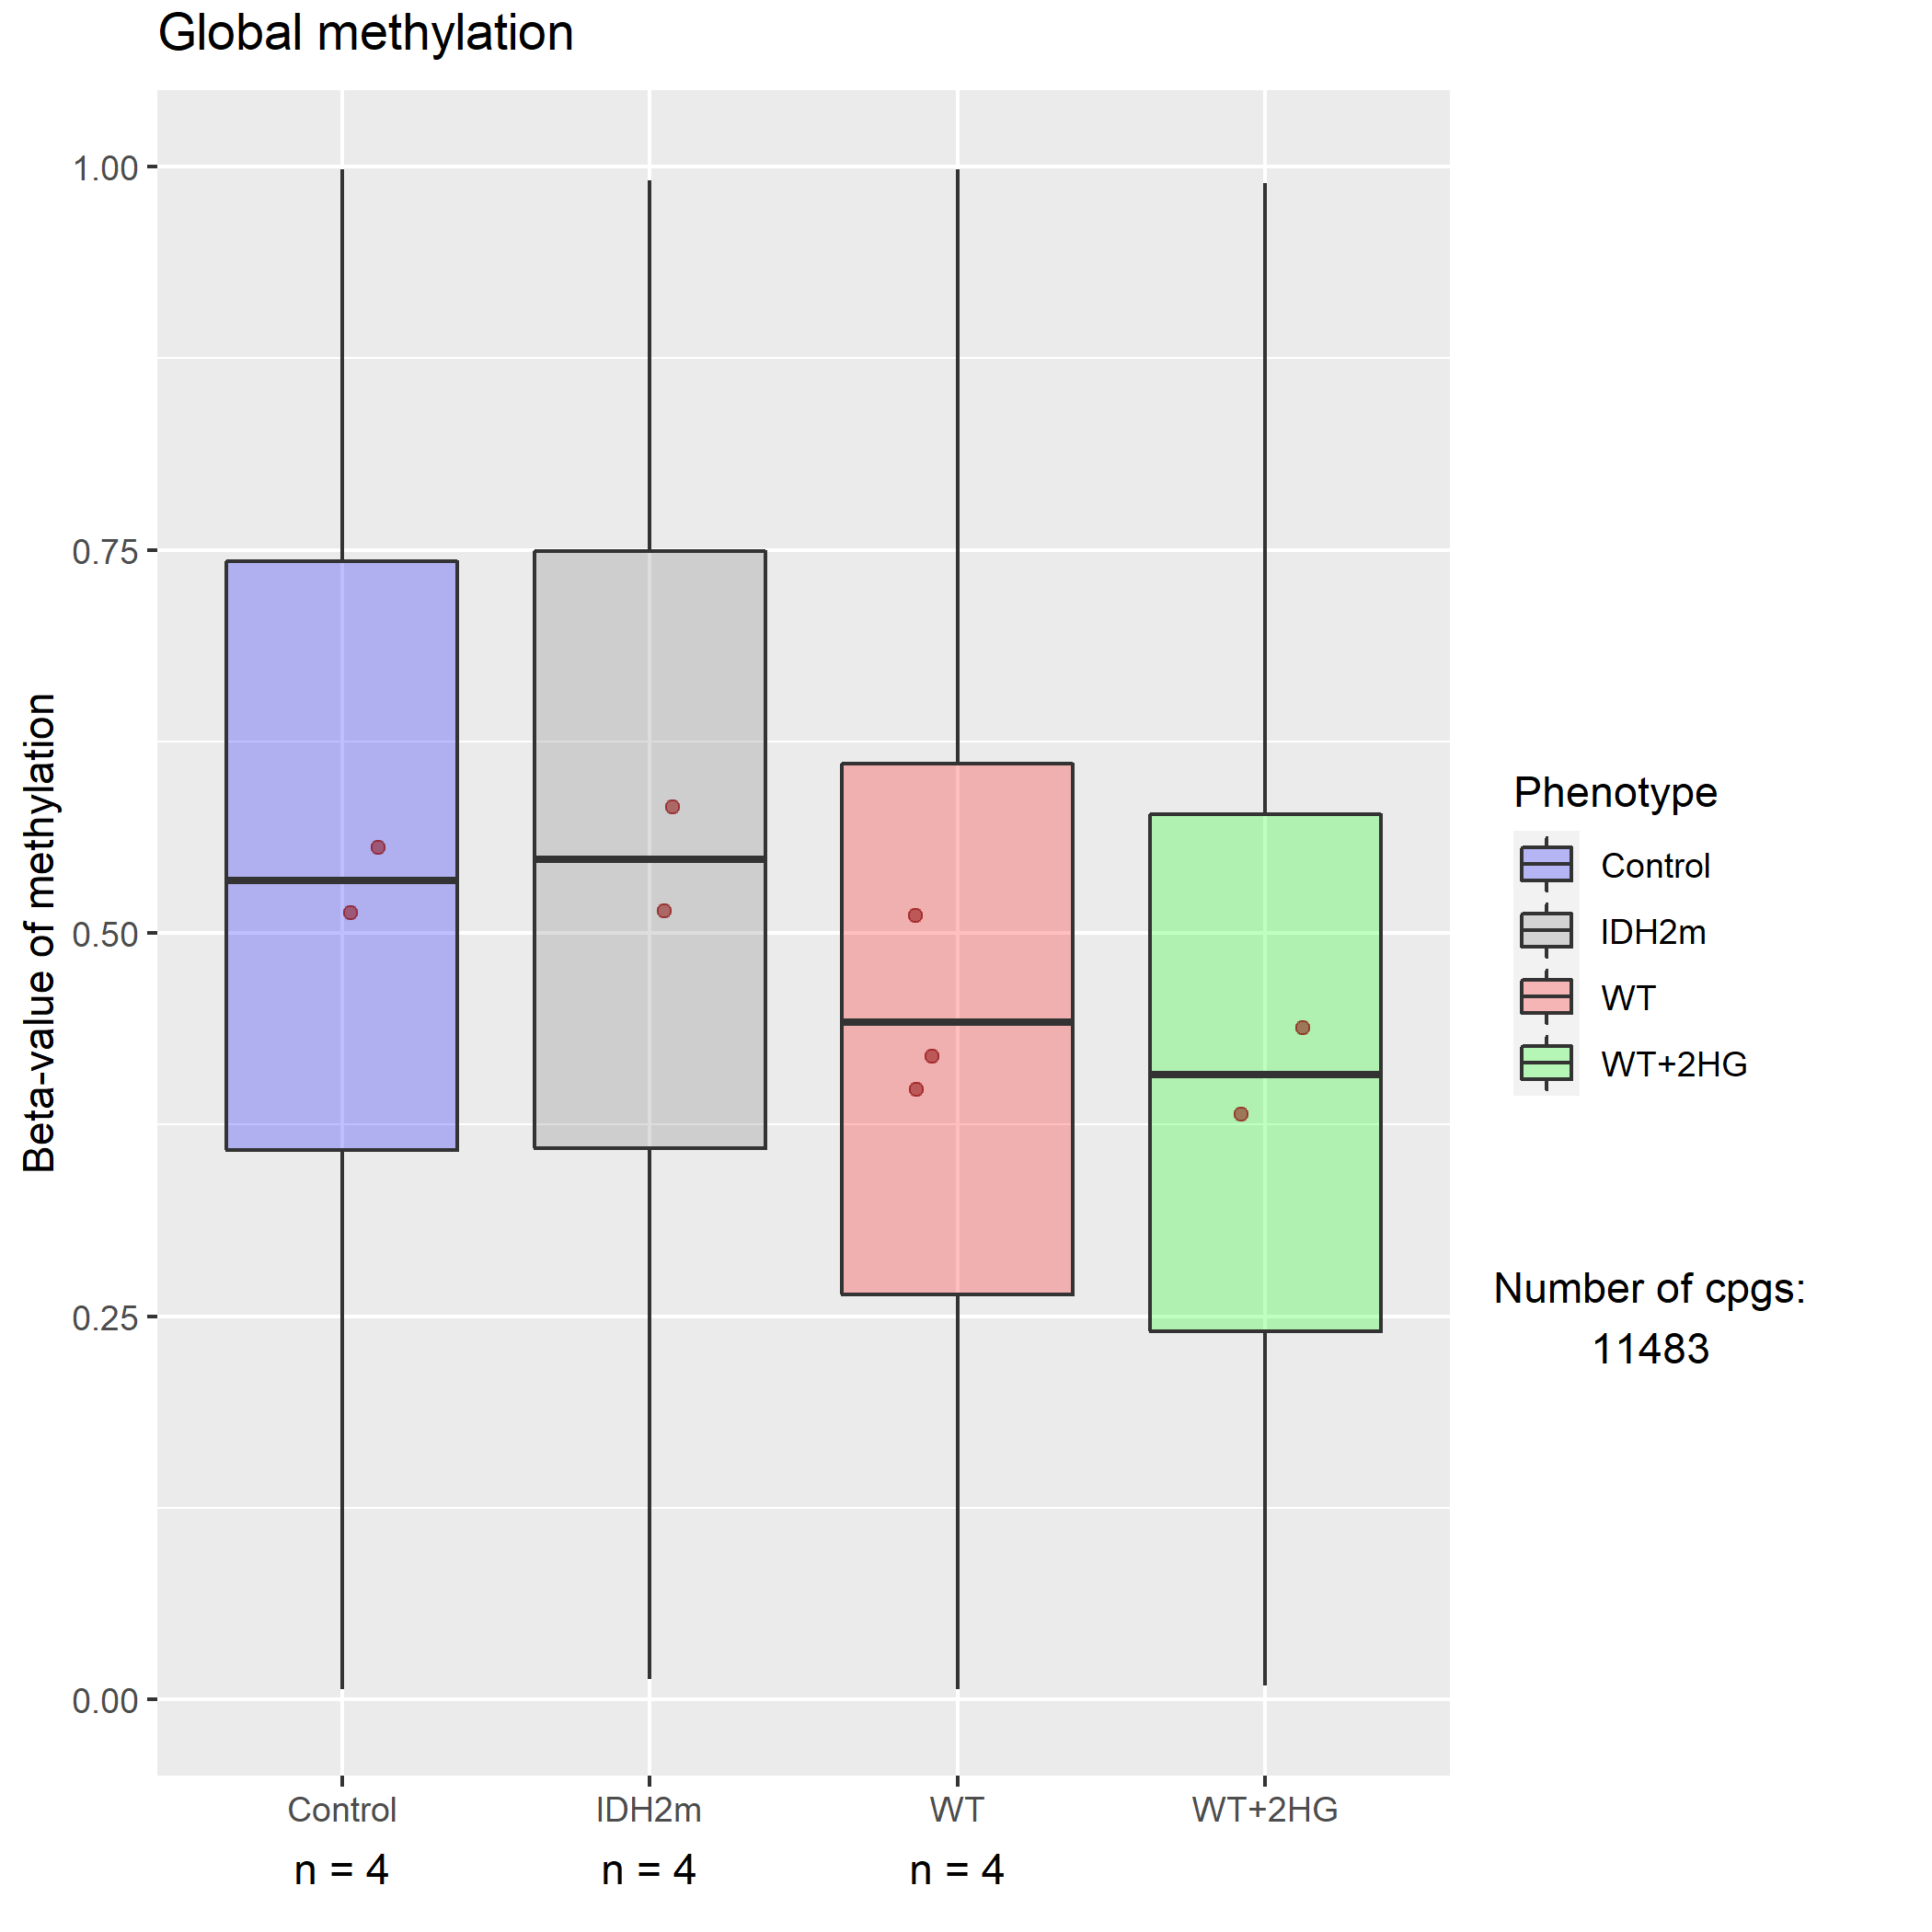 Global methylation
Beta-value of methylation
1.00
0.75
0.50
0.25
0.00
Control
IDH2m
WT
WT+2HG
n = 4
n = 4
n = 4
Phenotype
Control
IDH2m
WT
WT+2HG
Number of cpgs:
11483